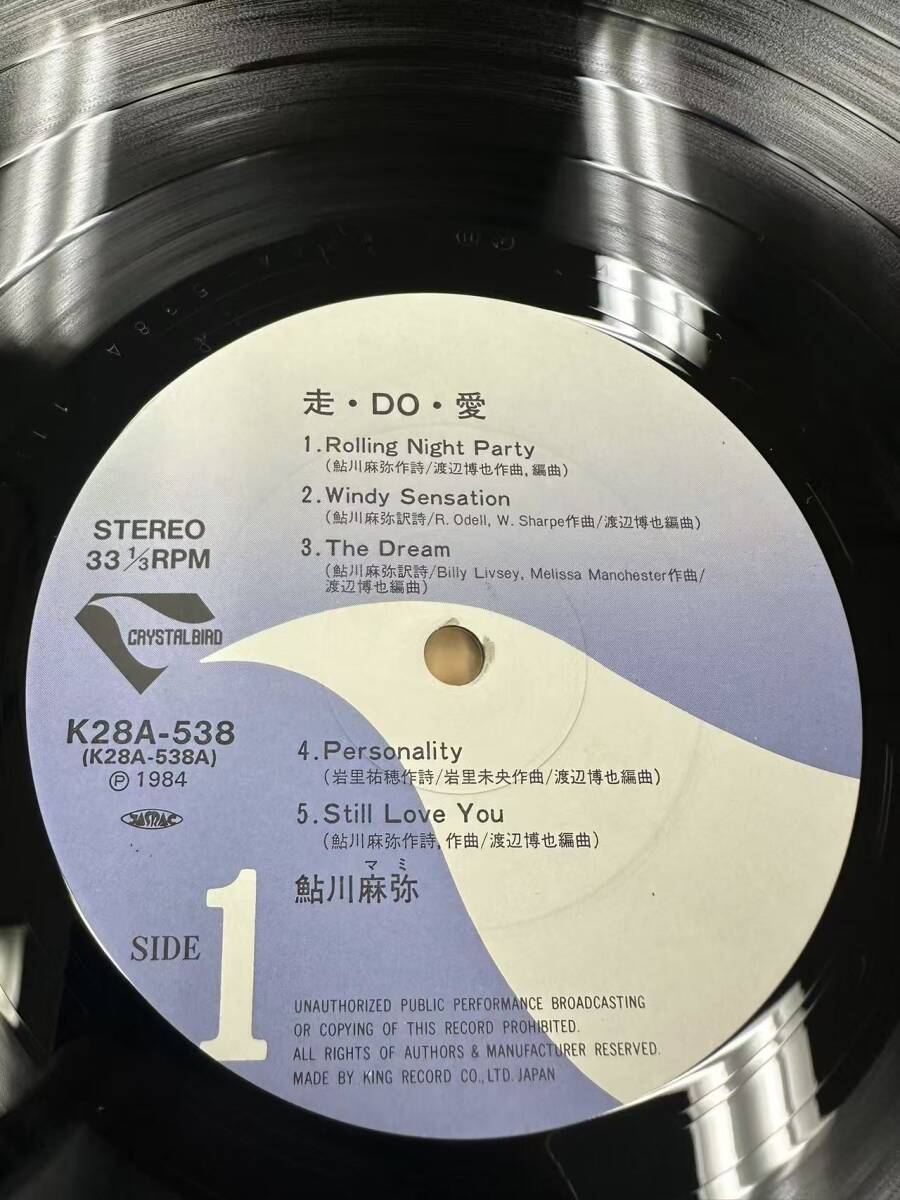 走・DO・愛
1.Rolling Night Party
(鮎川麻弥作詩/渡辺博也作曲,編曲)
2.Windy Sensation
(鮎川麻弥訳詩/R. Odell, W. Sharpe作曲/渡辺博也編曲)
3.The Dream
(鮎川麻弥訳詩/Billy Livsey, Melissa Manchester作曲/
渡辺博也編曲)
STEREO
33 1/3RPM
CRYSTALBIRD
K28A-538
(K28A-538A)
Ⓟ 1984
JASRAC
4.Personality
(岩里祐穂作詩/岩里未央作曲/渡辺博也編曲)
5.Still Love You
(鮎川麻弥作詩,作曲/渡辺博也編曲)
マミ
鮎川麻弥
SIDE 1
UNAUTHORIZED PUBLIC PERFORMANCE BROADCASTING
OR COPYING OF THIS RECORD PROHIBITED.
ALL RIGHTS OF AUTHORS & MANUFACTURER RESERVED.
MADE BY KING RECORD CO., LTD. JAPAN